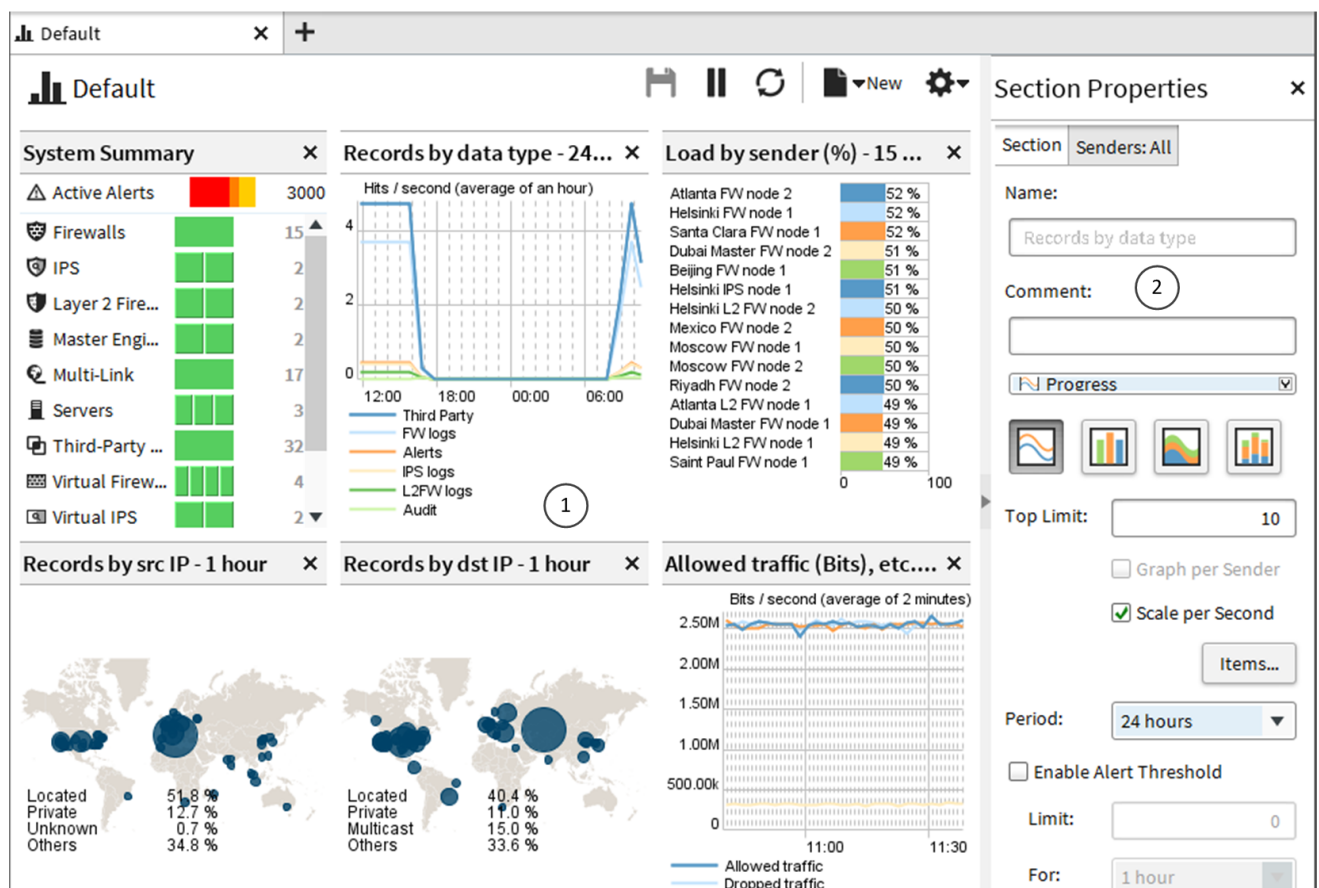 Default
Default
New
System Summary
Active Alerts 3000
Firewalls 15
IPS 2
Layer 2 Fire... 2
Master Engi... 2
Multi-Link 17
Servers 3
Third-Party ... 32
Virtual Firew... 4
Virtual IPS 2
Records by data type - 24...
Hits / second (average of an hour)
4
2
0
12:00 18:00 00:00 06:00
Third Party
FW logs
Alerts
IPS logs
L2FW logs
Audit
1
Load by sender (%) - 15 ...
Atlanta FW node 2 52 %
Helsinki FW node 1 52 %
Santa Clara FW node 1 52 %
Dubai Master FW node 2 51 %
Beijing FW node 1 51 %
Helsinki IPS node 1 51 %
Helsinki L2 FW node 2 50 %
Mexico FW node 2 50 %
Moscow FW node 1 50 %
Moscow FW node 2 50 %
Riyadh FW node 2 50 %
Atlanta L2 FW node 1 49 %
Dubai Master FW node 1 49 %
Helsinki L2 FW node 1 49 %
Saint Paul FW node 1 49 %
0 100
Records by src IP - 1 hour
Located 51.8 %
Private 12.7 %
Unknown 0.7 %
Others 34.8 %
Records by dst IP - 1 hour
Located 40.4 %
Private 11.0 %
Multicast 15.0 %
Others 33.6 %
Allowed traffic (Bits), etc....
Bits / second (average of 2 minutes)
2.50M
2.00M
1.50M
1.00M
500.00k
0
11:00 11:30
Allowed traffic
Dropped traffic
Section Properties
Section Senders: All
Name:
Records by data type
Comment:
2
Progress
Top Limit: 10
Graph per Sender
Scale per Second
Items...
Period: 24 hours
Enable Alert Threshold
Limit: 0
For: 1 hour